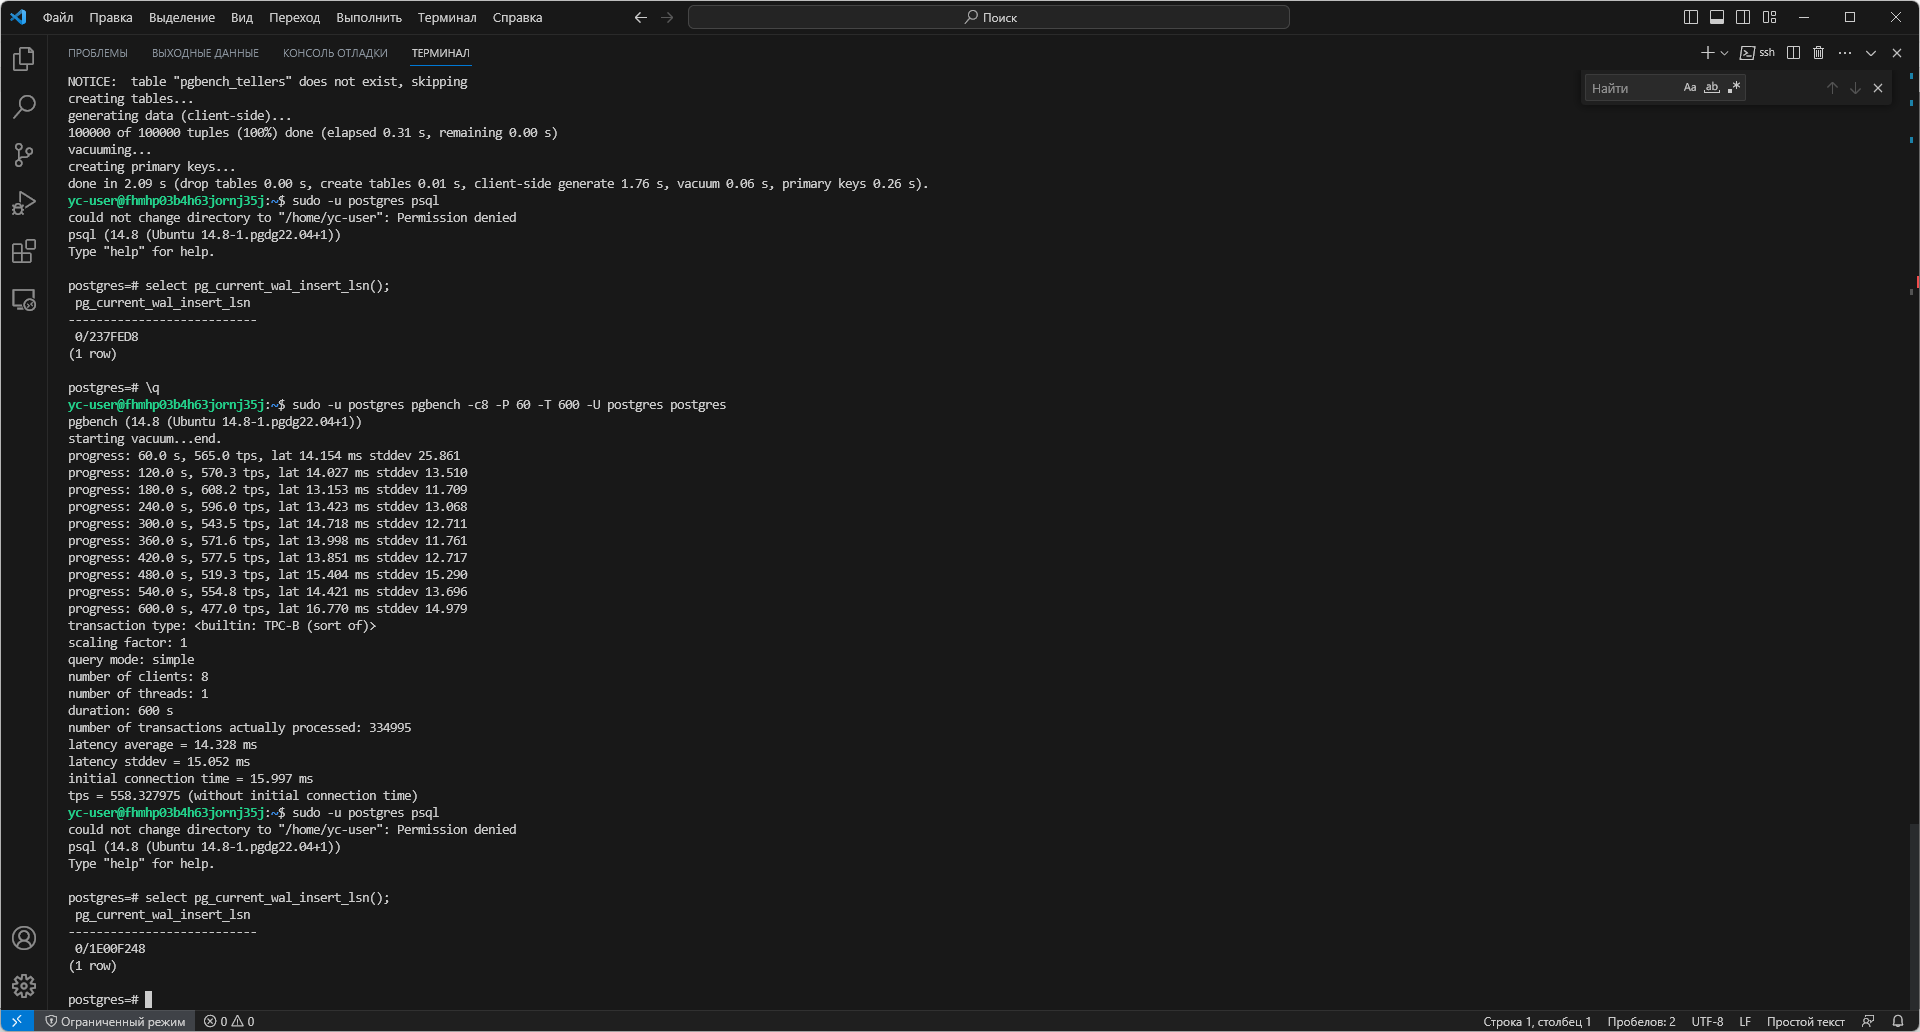 Файл Правка Выделение Вид Переход Выполнить Терминал Справка
Поиск
ПРОБЛЕМЫ ВЫХОДНЫЕ ДАННЫЕ КОНСОЛЬ ОТЛАДКИ ТЕРМИНАЛ
ssh
Найти Aa ab .*
NOTICE:  table "pgbench_tellers" does not exist, skipping
creating tables...
generating data (client-side)...
100000 of 100000 tuples (100%) done (elapsed 0.31 s, remaining 0.00 s)
vacuuming...
creating primary keys...
done in 2.09 s (drop tables 0.00 s, create tables 0.01 s, client-side generate 1.76 s, vacuum 0.06 s, primary keys 0.26 s).
yc-user@fhmhp03b4h63jornj35j:~$ sudo -u postgres psql
could not change directory to "/home/yc-user": Permission denied
psql (14.8 (Ubuntu 14.8-1.pgdg22.04+1))
Type "help" for help.
postgres=# select pg_current_wal_insert_lsn();
pg_current_wal_insert_lsn
---------------------------
0/237FED8
(1 row)
postgres=# \q
yc-user@fhmhp03b4h63jornj35j:~$ sudo -u postgres pgbench -c8 -P 60 -T 600 -U postgres postgres
pgbench (14.8 (Ubuntu 14.8-1.pgdg22.04+1))
starting vacuum...end.
progress: 60.0 s, 565.0 tps, lat 14.154 ms stddev 25.861
progress: 120.0 s, 570.3 tps, lat 14.027 ms stddev 13.510
progress: 180.0 s, 608.2 tps, lat 13.153 ms stddev 11.709
progress: 240.0 s, 596.0 tps, lat 13.423 ms stddev 13.068
progress: 300.0 s, 543.5 tps, lat 14.718 ms stddev 12.711
progress: 360.0 s, 571.6 tps, lat 13.998 ms stddev 11.761
progress: 420.0 s, 577.5 tps, lat 13.851 ms stddev 12.717
progress: 480.0 s, 519.3 tps, lat 15.404 ms stddev 15.290
progress: 540.0 s, 554.8 tps, lat 14.421 ms stddev 13.696
progress: 600.0 s, 477.0 tps, lat 16.770 ms stddev 14.979
transaction type: <builtin: TPC-B (sort of)>
scaling factor: 1
query mode: simple
number of clients: 8
number of threads: 1
duration: 600 s
number of transactions actually processed: 334995
latency average = 14.328 ms
latency stddev = 15.052 ms
initial connection time = 15.997 ms
tps = 558.327975 (without initial connection time)
yc-user@fhmhp03b4h63jornj35j:~$ sudo -u postgres psql
could not change directory to "/home/yc-user": Permission denied
psql (14.8 (Ubuntu 14.8-1.pgdg22.04+1))
Type "help" for help.
postgres=# select pg_current_wal_insert_lsn();
pg_current_wal_insert_lsn
---------------------------
0/1E00F248
(1 row)
postgres=#
Ограниченный режим 0 0 Строка 1, столбец 1 Пробелов: 2 UTF-8 LF Простой текст